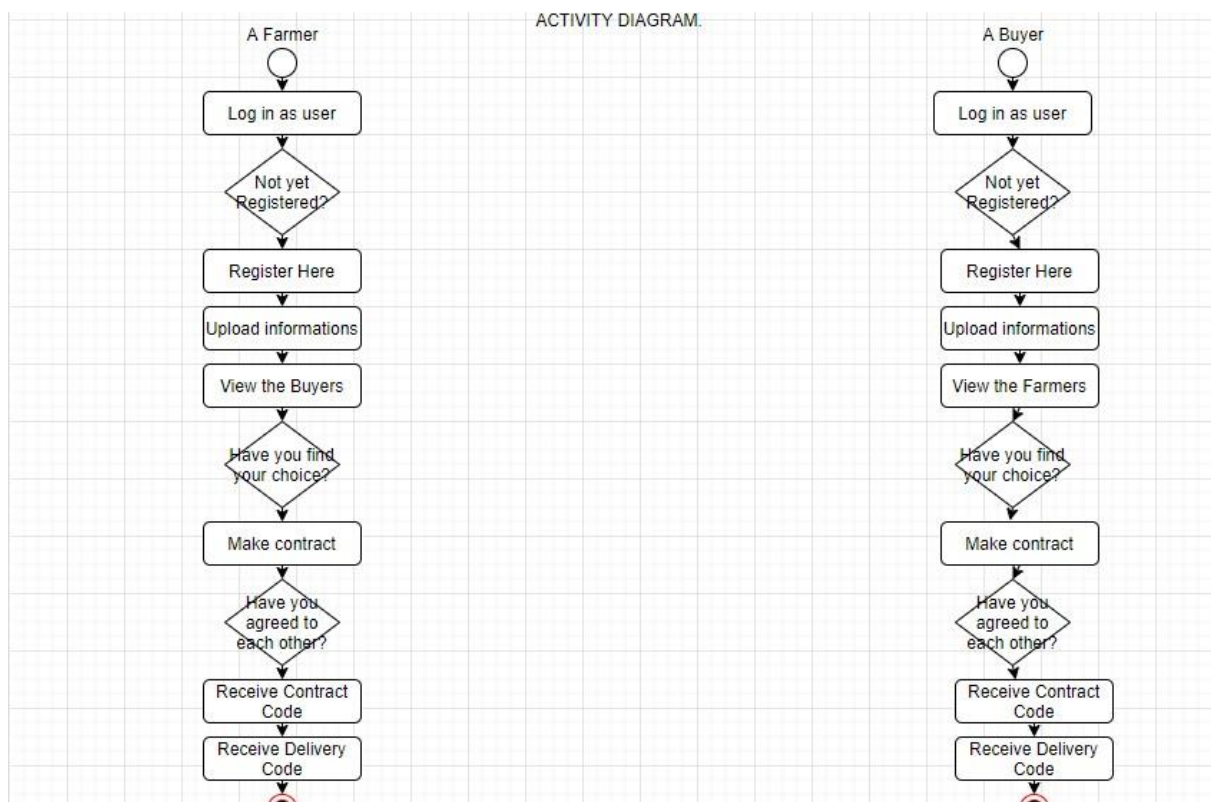 ACTIVITY DIAGRAM.
A Farmer
Log in as user
Not yet
Registered?
Register Here
Upload informations
View the Buyers
Have you find
your choice?
Make contract
Have you
agreed to
each other?
Receive Contract
Code
Receive Delivery
Code
A Buyer
Log in as user
Not yet
Registered?
Register Here
Upload informations
View the Farmers
Have you find
your choice?
Make contract
Have you
agreed to
each other?
Receive Contract
Code
Receive Delivery
Code